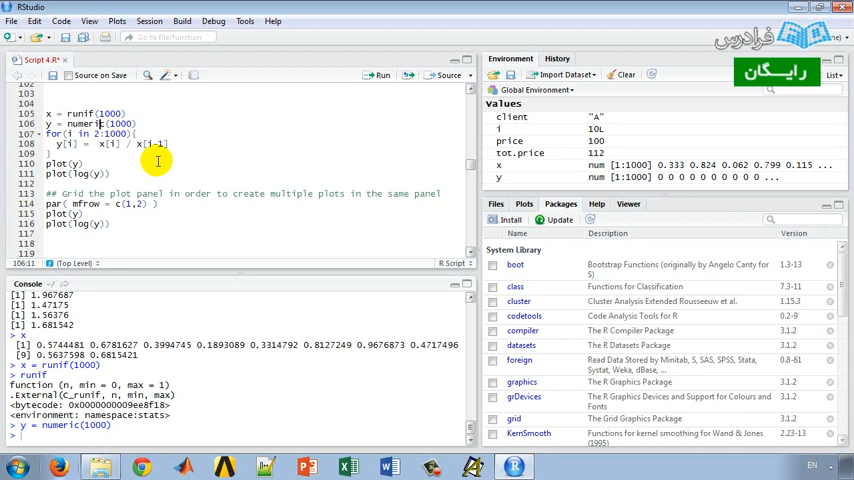 RStudio
File Edit Code View Plots Session Build Debug Tools Help
Go to file/function
فرادرس
رایـــگان
Script 4.R*
Source on Save
Run
Source
102
103
104
105 x = runif(1000)
106 y = numeric(1000)
107 for(i in 2:1000){
108 y[i] = x[i] / x[i-1]
109 }
110 plot(y)
111 plot(log(y))
112
113 ## Grid the plot panel in order to create multiple plots in the same panel
114 par( mfrow = c(1,2) )
115 plot(y)
116 plot(log(y))
117
118
119
106:11 (Top Level) R Script
Console ~/
[1] 1.967687
[1] 1.47175
[1] 1.56376
[1] 1.681542
> x
[1] 0.5744481 0.6781627 0.3994475 0.1893089 0.3314792 0.8127249 0.9676873 0.4717496
[9] 0.5637598 0.6815421
> x = runif(1000)
> runif
function (n, min = 0, max = 1)
.External(C_runif, n, min, max)
<bytecode: 0x0000000009ee8f18>
<environment: namespace:stats>
> y = numeric(1000)
>
Environment History
Import Dataset Clear List
Global Environment
Values
client "A"
i 10L
price 100
tot.price 112
x num [1:1000] 0.333 0.824 0.062 0.799 0.115 ...
y num [1:1000] 0 0 0 0 0 0 0 0 0 0 ...
Files Plots Packages Help Viewer
Install Update
Name Description Version
System Library
boot Bootstrap Functions (originally by Angelo Canty for S) 1.3-13
class Functions for Classification 7.3-11
cluster Cluster Analysis Extended Rousseeuw et al. 1.15.3
codetools Code Analysis Tools for R 0.2-9
compiler The R Compiler Package 3.1.2
datasets The R Datasets Package 3.1.2
foreign Read Data Stored by Minitab, S, SAS, SPSS, Stata, Systat, Weka, dBase, ... 0.8-61
graphics The R Graphics Package 3.1.2
grDevices The R Graphics Devices and Support for Colours and Fonts 3.1.2
grid The Grid Graphics Package 3.1.2
KernSmooth Functions for kernel smoothing for Wand & Jones (1995) 2.23-13
EN